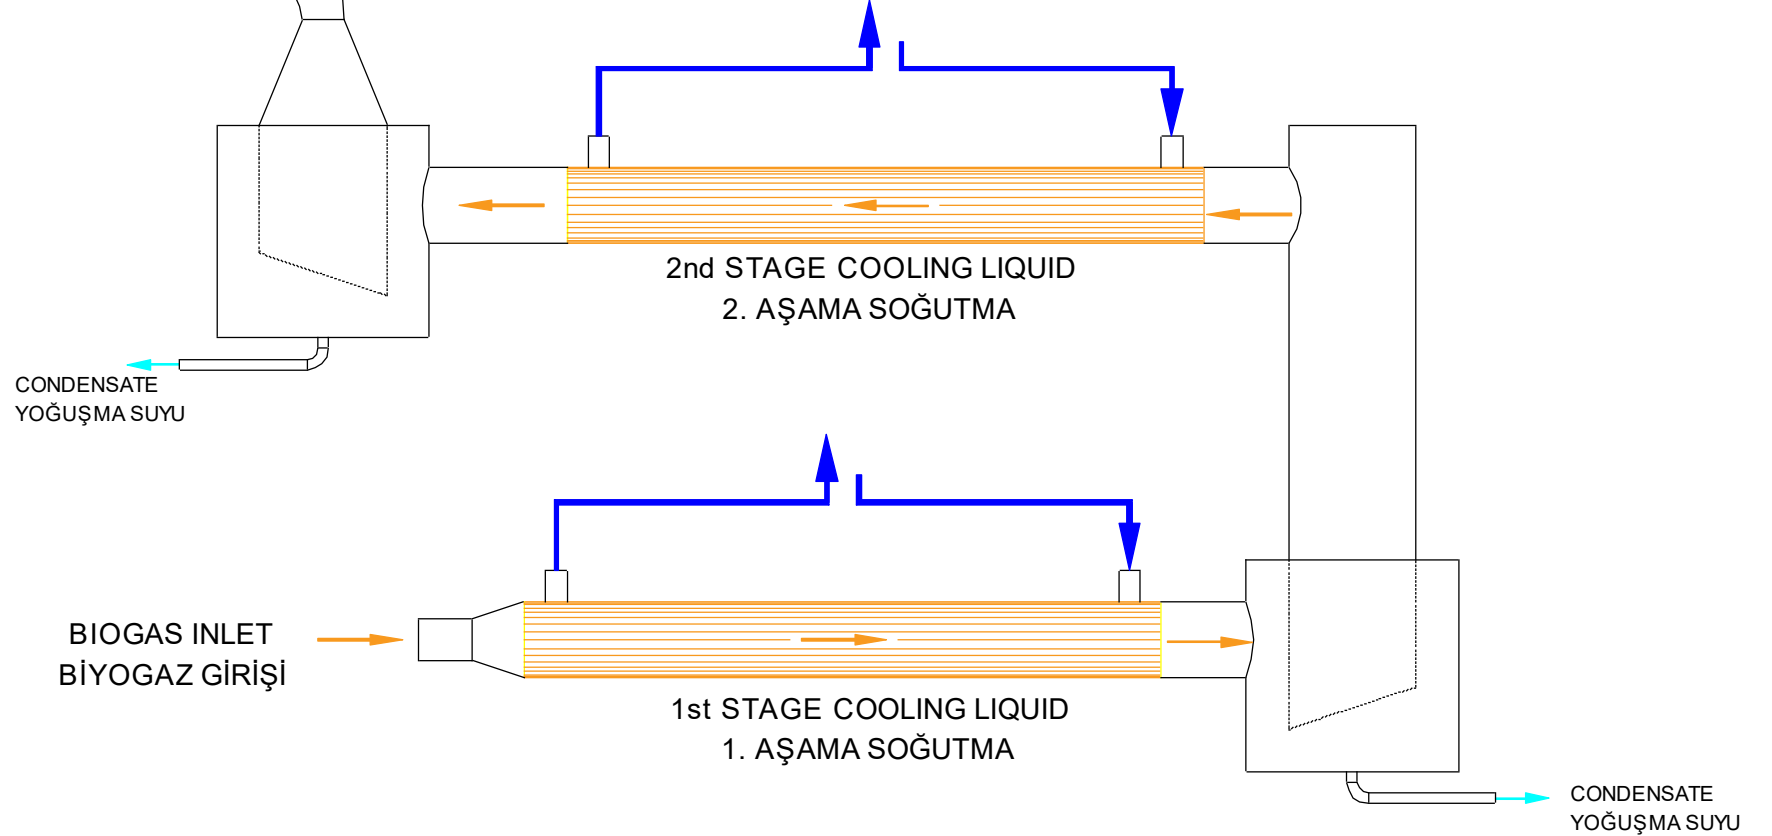 2nd STAGE COOLING LIQUID
2. AŞAMA SOĞUTMA
CONDENSATE
YOĞUŞMA SUYU
BIOGAS INLET
BİYOGAZ GİRİŞİ
1st STAGE COOLING LIQUID
1. AŞAMA SOĞUTMA
CONDENSATE
YOĞUŞMA SUYU